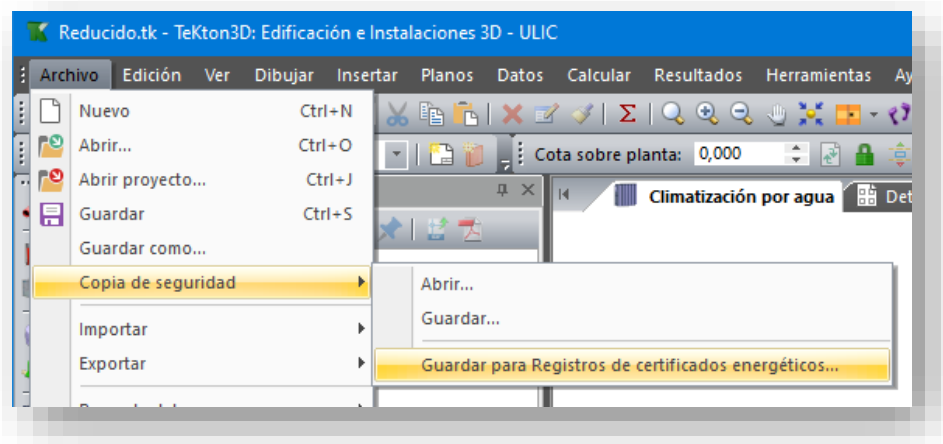 Reducido.tk - TeKton3D: Edificación e Instalaciones 3D - ULIC
Archivo Edición Ver Dibujar Insertar Planos Datos Calcular Resultados Herramientas Ay
Nuevo Ctrl+N
Abrir... Ctrl+O
Cota sobre planta: 0,000
Abrir proyecto... Ctrl+J
Climatización por agua Det
Guardar Ctrl+S
Guardar como...
Copia de seguridad
Abrir...
Guardar...
Importar
Exportar
Guardar para Registros de certificados energéticos...